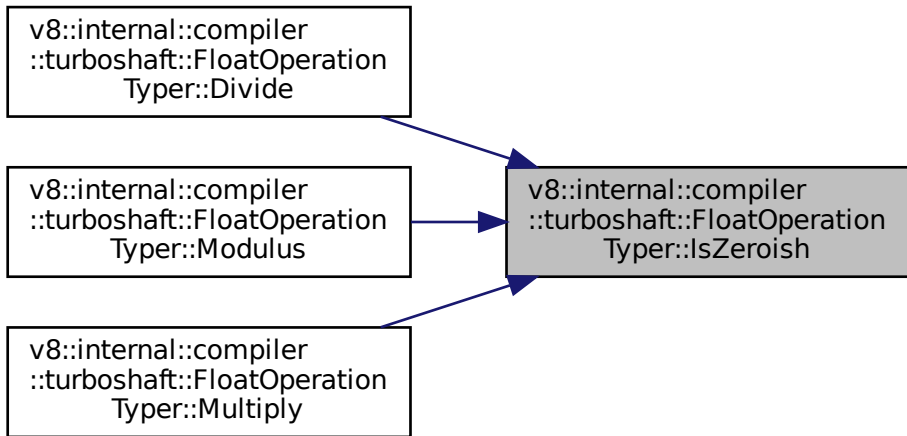 v8::internal::compiler
::turboshaft::FloatOperation
Typer::Divide
v8::internal::compiler
::turboshaft::FloatOperation
Typer::Modulus
v8::internal::compiler
::turboshaft::FloatOperation
Typer::IsZeroish
v8::internal::compiler
::turboshaft::FloatOperation
Typer::Multiply